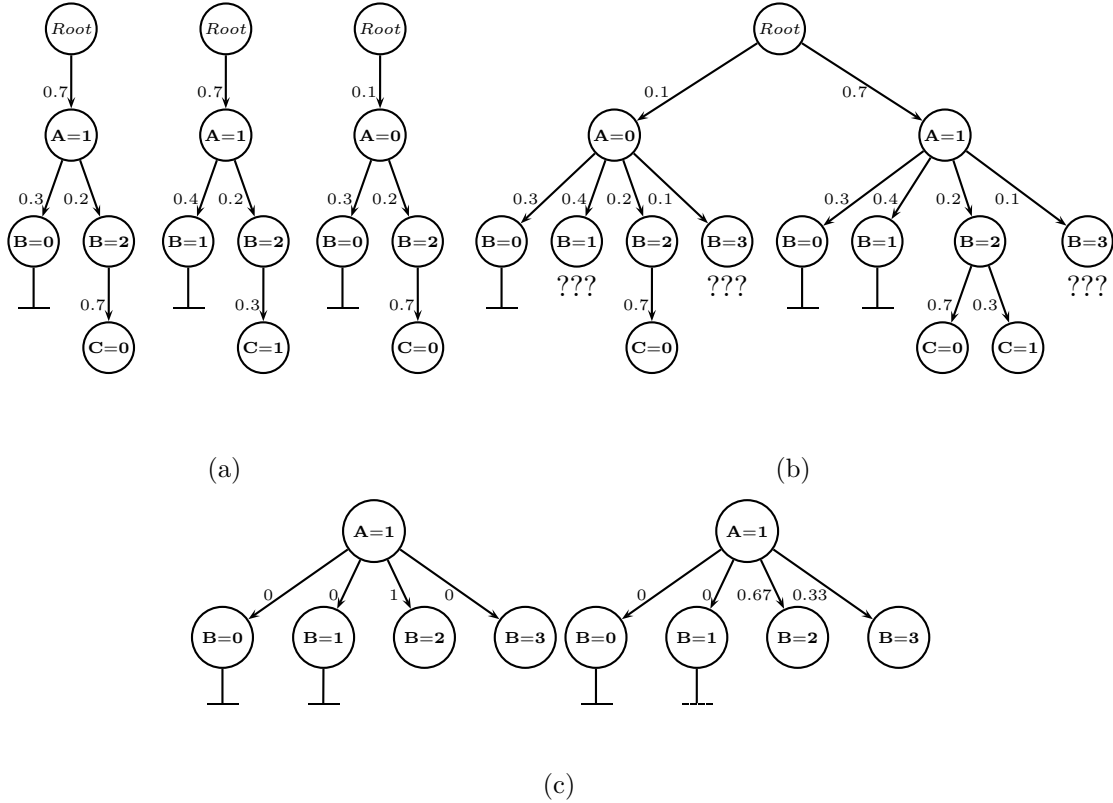 Root Root Root Root
0.7 0.7 0.1 0.1 0.7
A=1 A=1 A=0 A=0 A=1
0.3 0.2 0.4 0.2 0.3 0.2 0.3 0.4 0.2 0.1 0.3 0.4 0.2 0.1
B=0 B=2 B=1 B=2 B=0 B=2 B=0 B=1 B=2 B=3 B=0 B=1 B=2 B=3
??? ??? ???
0.7 0.3 0.7 0.7 0.7 0.3
C=0 C=1 C=0 C=0 C=0 C=1
(a) (b)
A=1 A=1
0 0 1 0 0 0 0.67 0.33
B=0 B=1 B=2 B=3 B=0 B=1 B=2 B=3
(c)